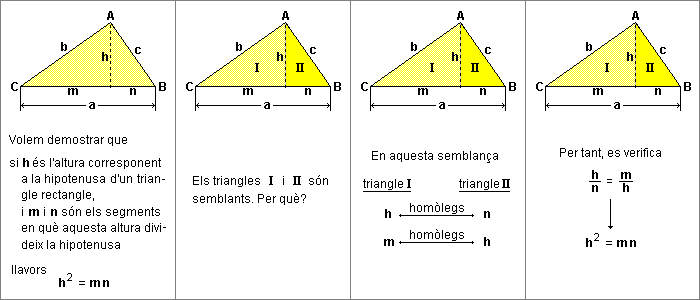 A
b
c
h
C
B
m
n
a
Volem demostrar que
si h és l'altura corresponent
a la hipotenusa d'un trian-
gle rectangle,
i m i n són els segments
en què aquesta altura divi-
deix la hipotenusa
llavors
h² = mn
A
b
c
h
I
II
C
B
m
n
a
Els triangles I i II són
semblants. Per què?
A
b
c
h
I
II
C
B
m
n
a
En aquesta semblança
triangle I triangle II
h homòlegs n
m homòlegs h
A
b
c
h
I
II
C
B
m
n
a
Per tant, es verifica
h/n = m/h
h² = mn